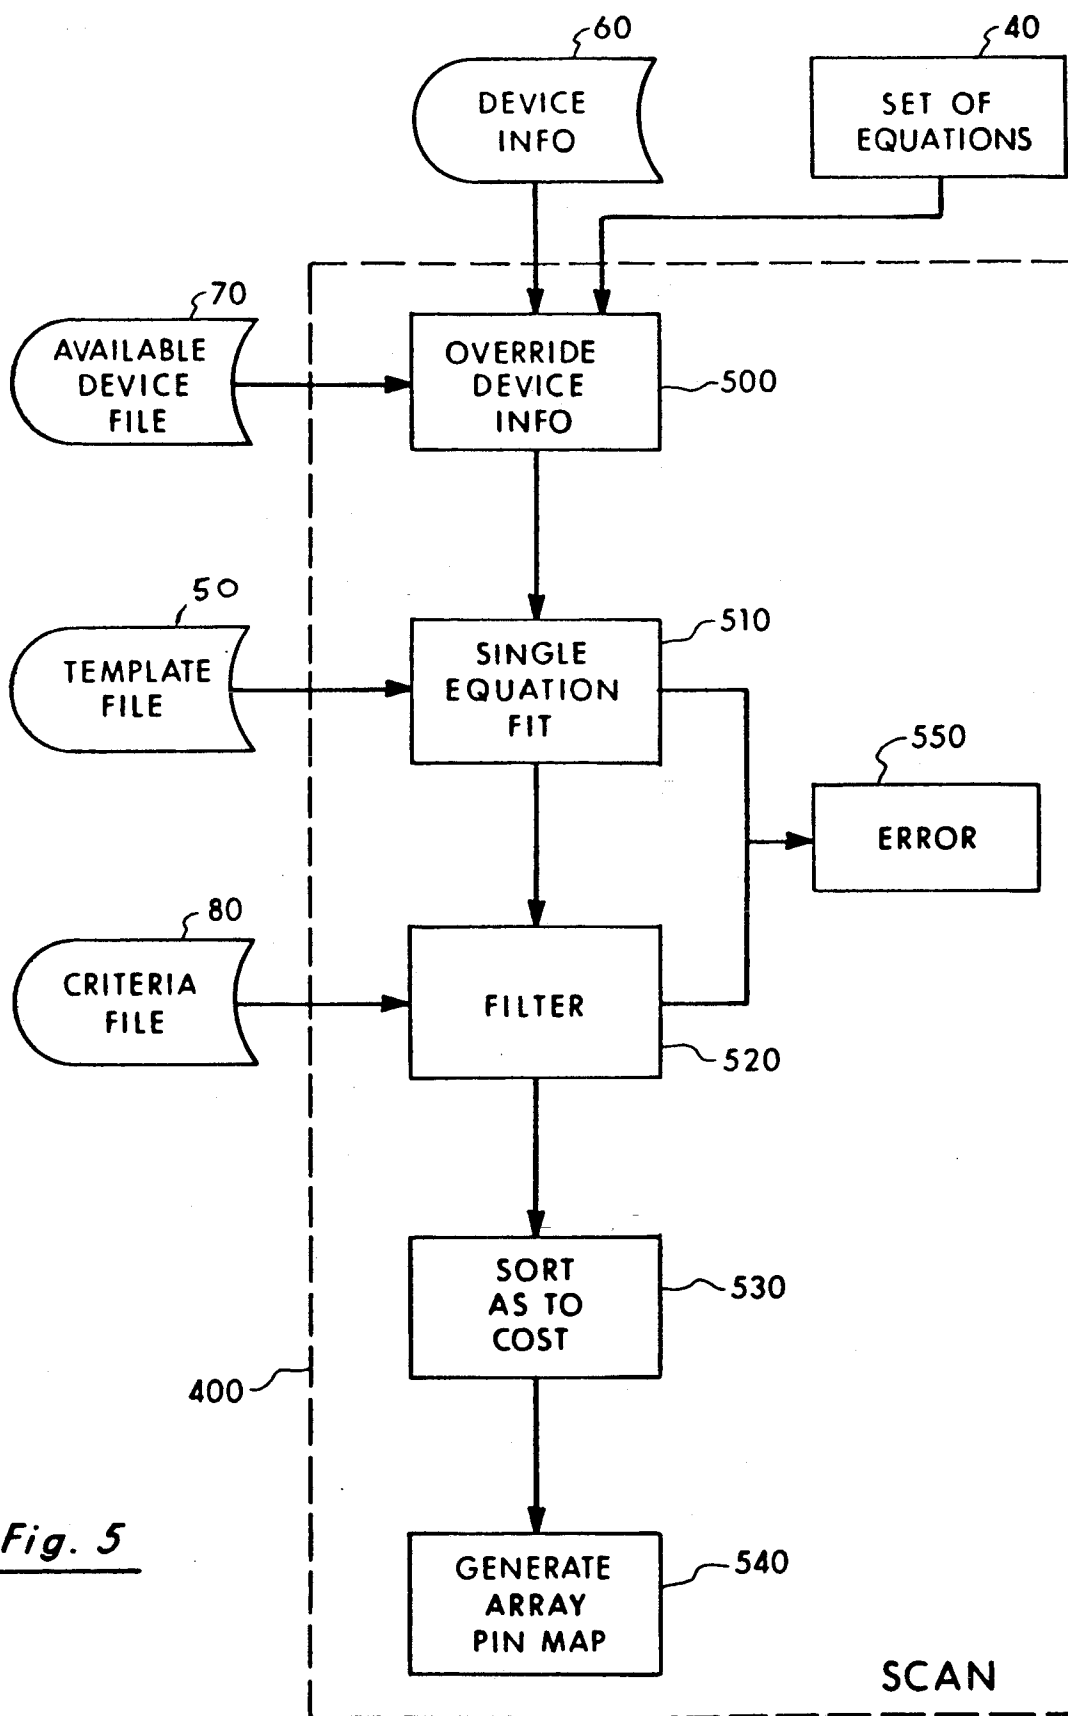 60
40
DEVICE
INFO
SET OF
EQUATIONS
70
AVAILABLE
DEVICE
FILE
OVERRIDE
DEVICE
INFO
500
50
TEMPLATE
FILE
510
SINGLE
EQUATION
FIT
550
ERROR
80
CRITERIA
FILE
FILTER
520
SORT
AS TO
COST
530
400
Fig. 5
GENERATE
ARRAY
PIN MAP
540
SCAN